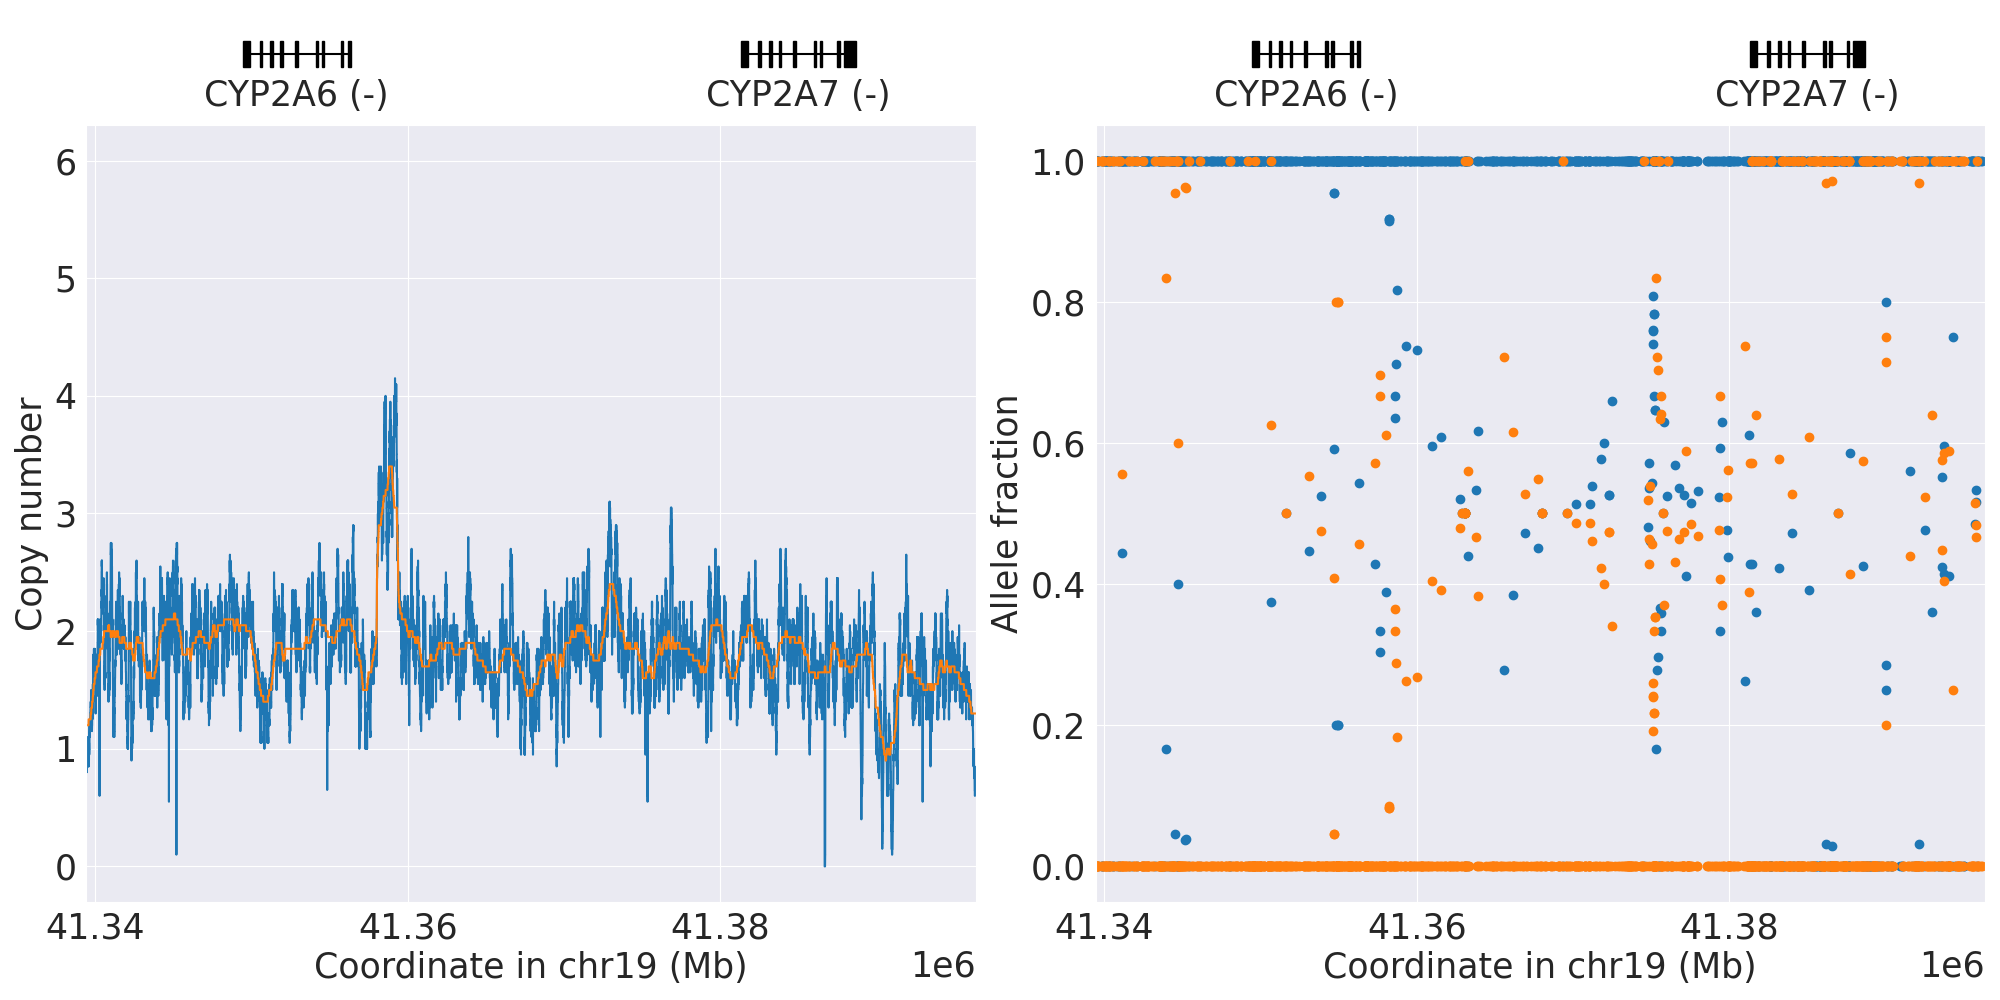 CYP2A6 (-)
CYP2A7 (-)
6
5
4
3
2
1
0
Copy number
41.34
41.36
41.38
Coordinate in chr19 (Mb)
1e6
CYP2A6 (-)
CYP2A7 (-)
1.0
0.8
0.6
0.4
0.2
0.0
Allele fraction
41.34
41.36
41.38
Coordinate in chr19 (Mb)
1e6